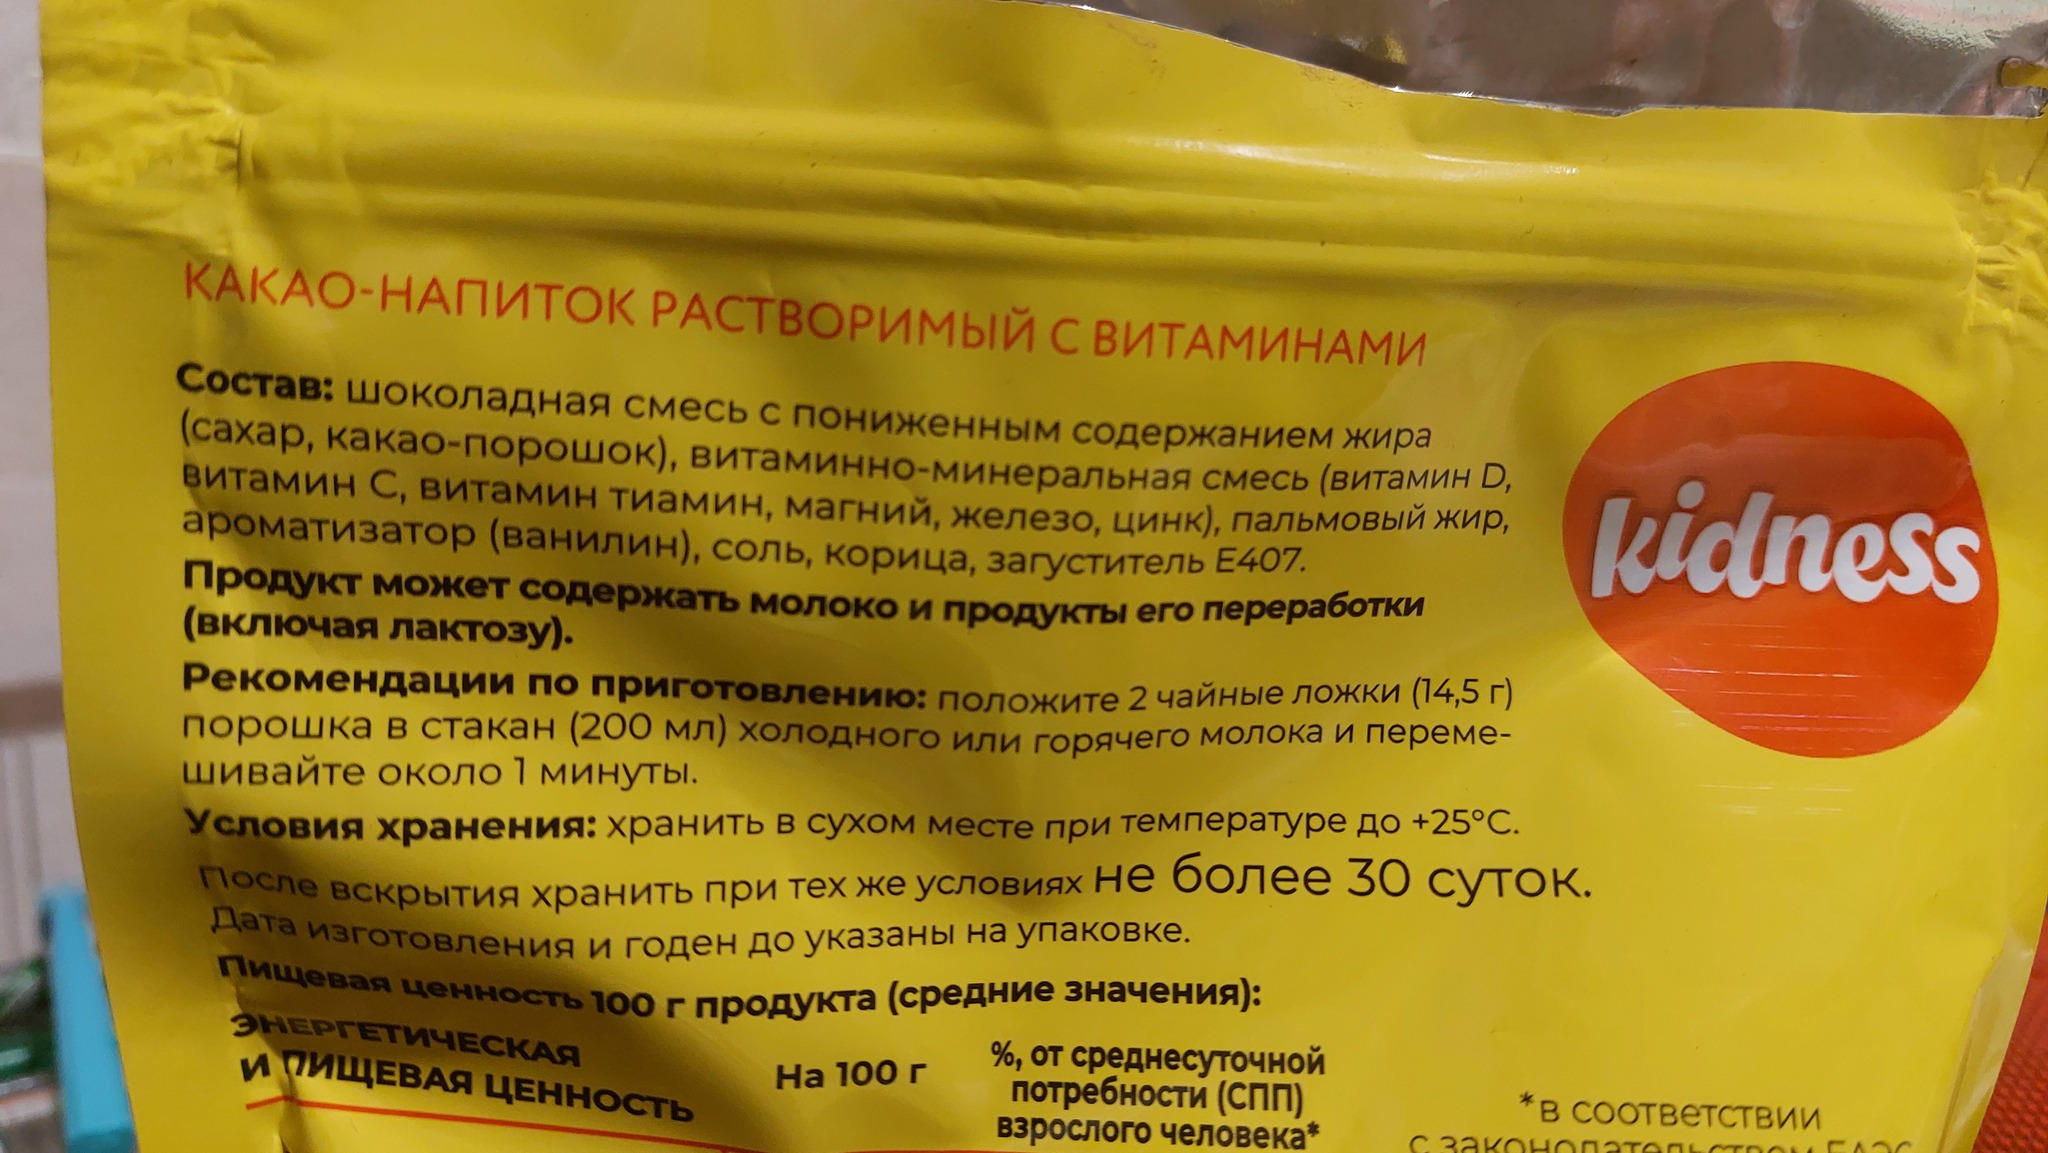 КАКАО-НАПИТОК РАСТВОРИМЫЙ С ВИТАМИНАМИ
Состав: шоколадная смесь с пониженным содержанием жира
(сахар, какао-порошок), витаминно-минеральная смесь (витамин D,
витамин С, витамин тиамин, магний, железо, цинк), пальмовый жир,
ароматизатор (ванилин), соль, корица, загуститель Е407.
Продукт может содержать молоко и продукты его переработки
(включая лактозу).
Рекомендации по приготовлению: положите 2 чайные ложки (14,5 г)
порошка в стакан (200 мл) холодного или горячего молока и переме-
шивайте около 1 минуты.
Условия хранения: хранить в сухом месте при температуре до +25°С.
После вскрытия хранить при тех же условиях не более 30 суток.
Дата изготовления и годен до указаны на упаковке.
Пищевая ценность 100 г продукта (средние значения):
ЭНЕРГЕТИЧЕСКАЯ
И ПИЩЕВАЯ ЦЕННОСТЬ
На 100 г
%, от среднесуточной
потребности (СПП)
взрослого человека*
*в соответствии
с законодательством ЕАЭС
kidness